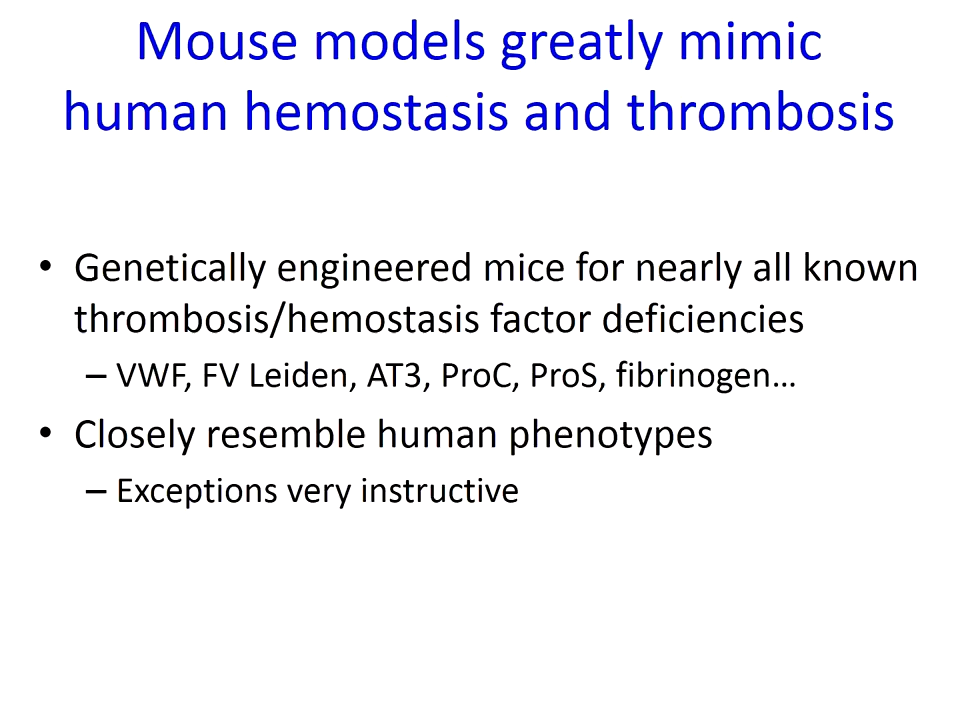 Mouse models greatly mimic
human hemostasis and thrombosis
• Genetically engineered mice for nearly all known
thrombosis/hemostasis factor deficiencies
– VWF, FV Leiden, AT3, ProC, ProS, fibrinogen…
• Closely resemble human phenotypes
– Exceptions very instructive